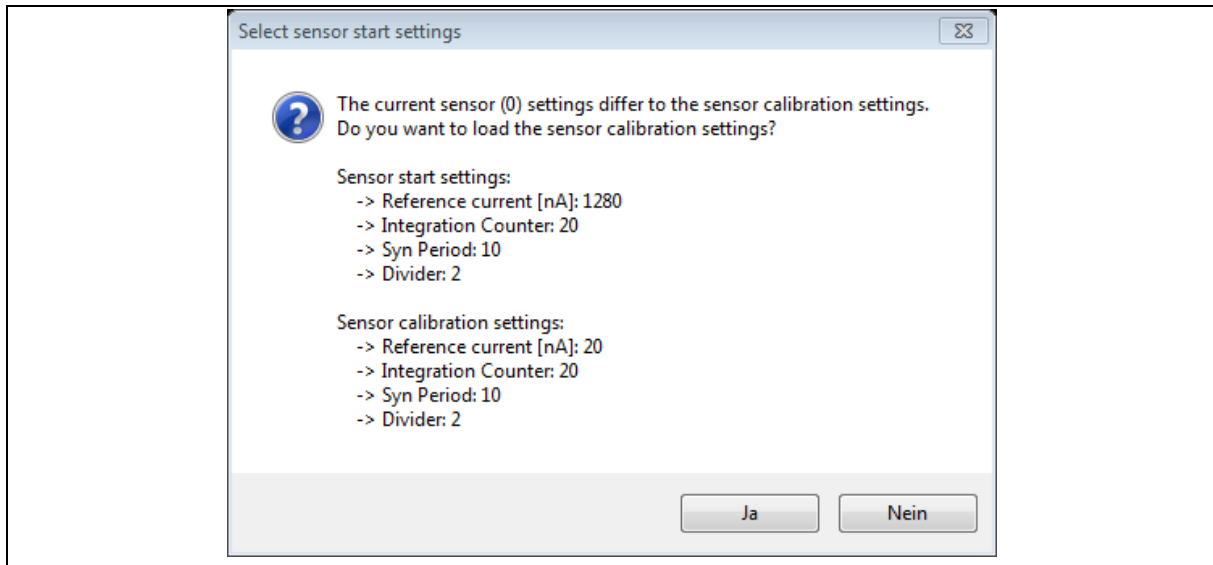 Select sensor start settings
The current sensor (0) settings differ to the sensor calibration settings.
Do you want to load the sensor calibration settings?
Sensor start settings:
-> Reference current [nA]: 1280
-> Integration Counter: 20
-> Syn Period: 10
-> Divider: 2
Sensor calibration settings:
-> Reference current [nA]: 20
-> Integration Counter: 20
-> Syn Period: 10
-> Divider: 2
Ja
Nein